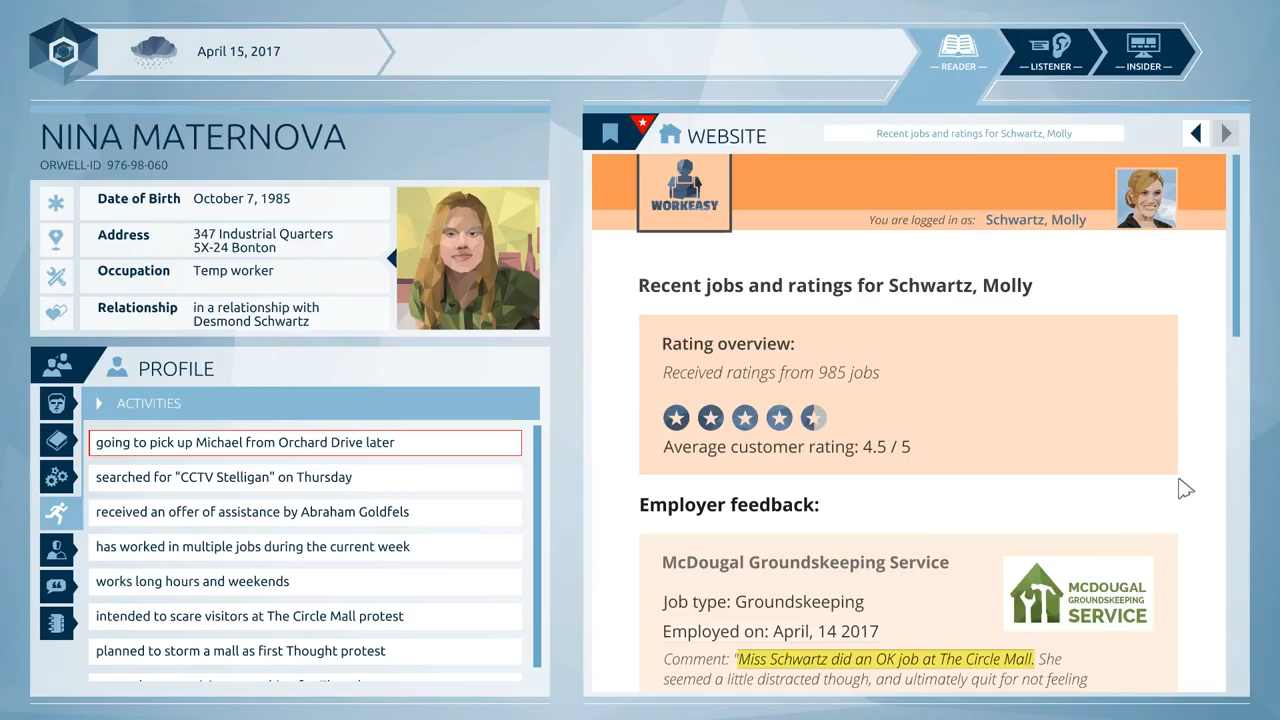 April 15, 2017
READER
LISTENER
INSIDER
NINA MATERNOVA
ORWELL-ID 976-98-060
Date of Birth October 7, 1985
Address 347 Industrial Quarters
5X-24 Bonton
Occupation Temp worker
Relationship in a relationship with
Desmond Schwartz
PROFILE
ACTIVITIES
going to pick up Michael from Orchard Drive later
searched for "CCTV Stelligan" on Thursday
received an offer of assistance by Abraham Goldfels
has worked in multiple jobs during the current week
works long hours and weekends
intended to scare visitors at The Circle Mall protest
planned to storm a mall as first Thought protest
WEBSITE
Recent jobs and ratings for Schwartz, Molly
WORKEASY
You are logged in as: Schwartz, Molly
Recent jobs and ratings for Schwartz, Molly
Rating overview:
Received ratings from 985 jobs
Average customer rating: 4.5 / 5
Employer feedback:
McDougal Groundskeeping Service
Job type: Groundskeeping
Employed on: April, 14 2017
Comment: "Miss Schwartz did an OK job at The Circle Mall. She
seemed a little distracted though, and ultimately quit for not feeling
MCDOUGAL
GROUNDSKEEPING
SERVICE